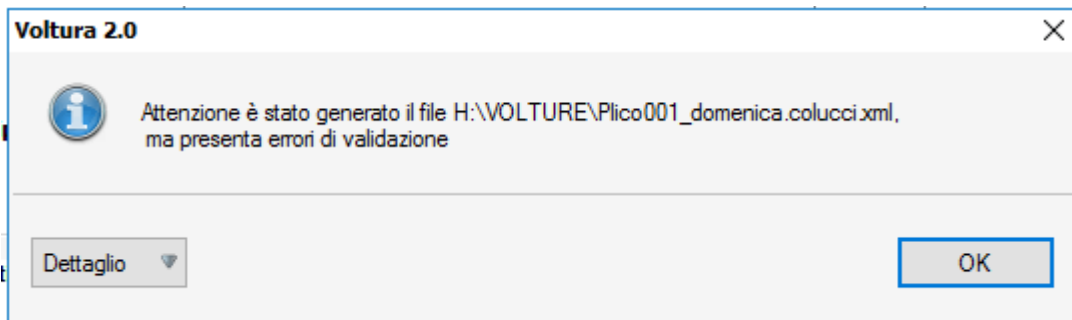 Voltura 2.0
Attenzione è stato generato il file H:\VOLTURE\Plico001_domenica.colucci.xml,
ma presenta errori di validazione
Dettaglio
OK